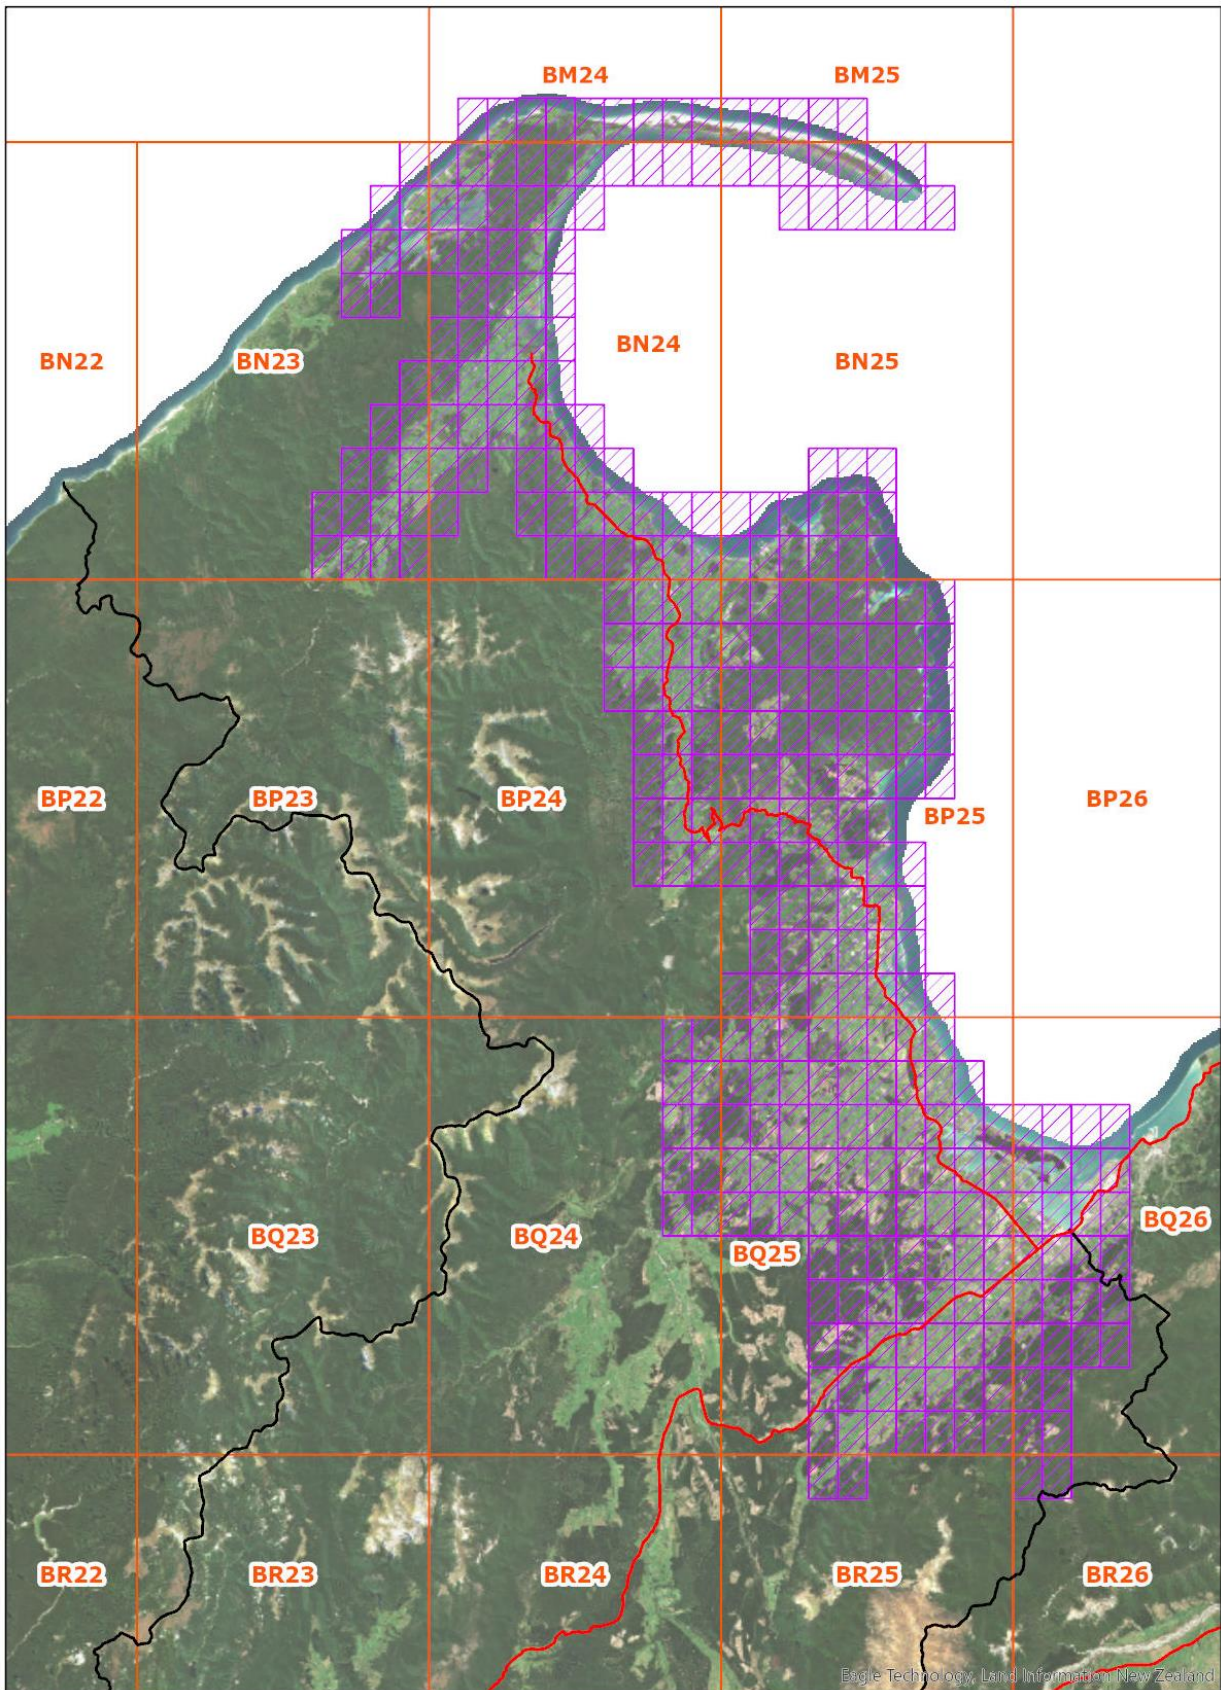 BM24
BM25
BN22
BN23
BN24
BN25
BP22
BP23
BP24
BP25
BP26
BQ23
BQ24
BQ25
BQ26
BR22
BR23
BR24
BR25
BR26
Eagle Technology, Land Information New Zealand